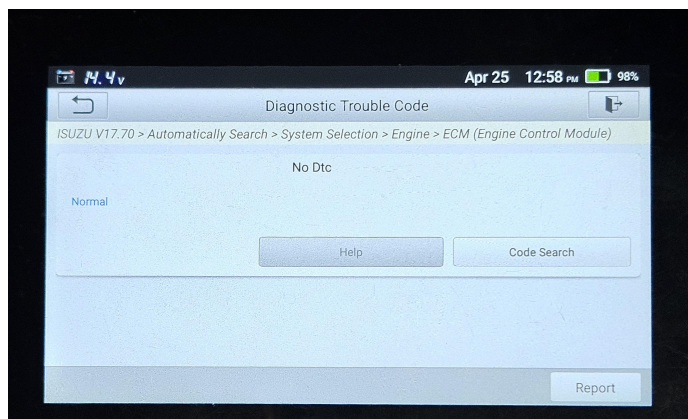 14.4v Apr 25 12:58 PM 98%
Diagnostic Trouble Code
ISUZU V17.70 > Automatically Search > System Selection > Engine > ECM (Engine Control Module)
No Dtc
Normal
Help Code Search
Report